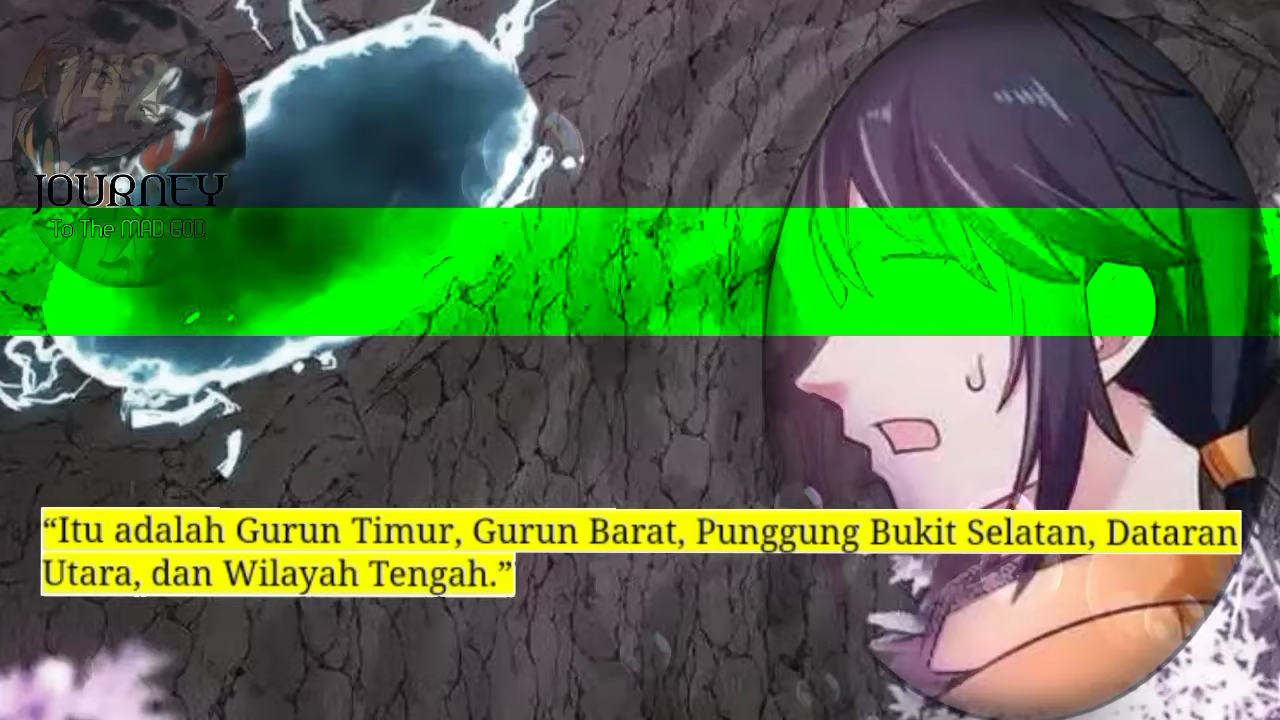 142
JOURNEY
To The MAD GOD
“Itu adalah Gurun Timur, Gurun Barat, Punggung Bukit Selatan, Dataran
Utara, dan Wilayah Tengah.”